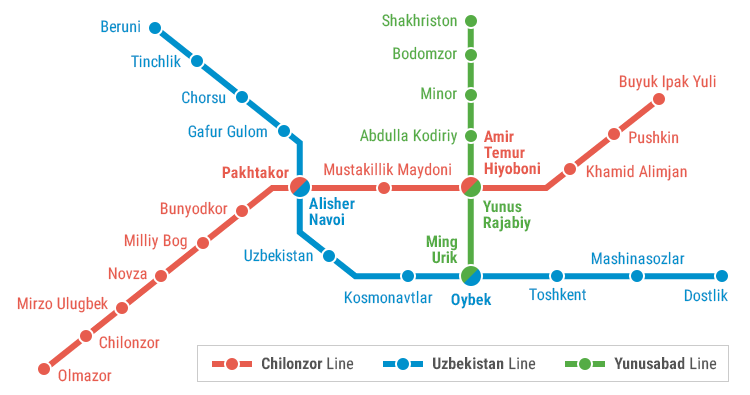 Shakhriston
Beruni
Bodomzor
Tinchlik
Buyuk Ipak Yuli
Minor
Chorsu
Gafur Gulom
Abdulla Kodiriy
Amir
Temur
Hiyoboni
Pushkin
Pakhtakor
Mustakillik Maydoni
Khamid Alimjan
Alisher
Navoi
Yunus
Rajabiy
Bunyodkor
Milliy Bog
Ming
Urik
Uzbekistan
Mashinasozlar
Novza
Kosmonavtlar
Oybek
Toshkent
Dostlik
Mirzo Ulugbek
Chilonzor
Olmazor
Chilonzor Line
Uzbekistan Line
Yunusabad Line